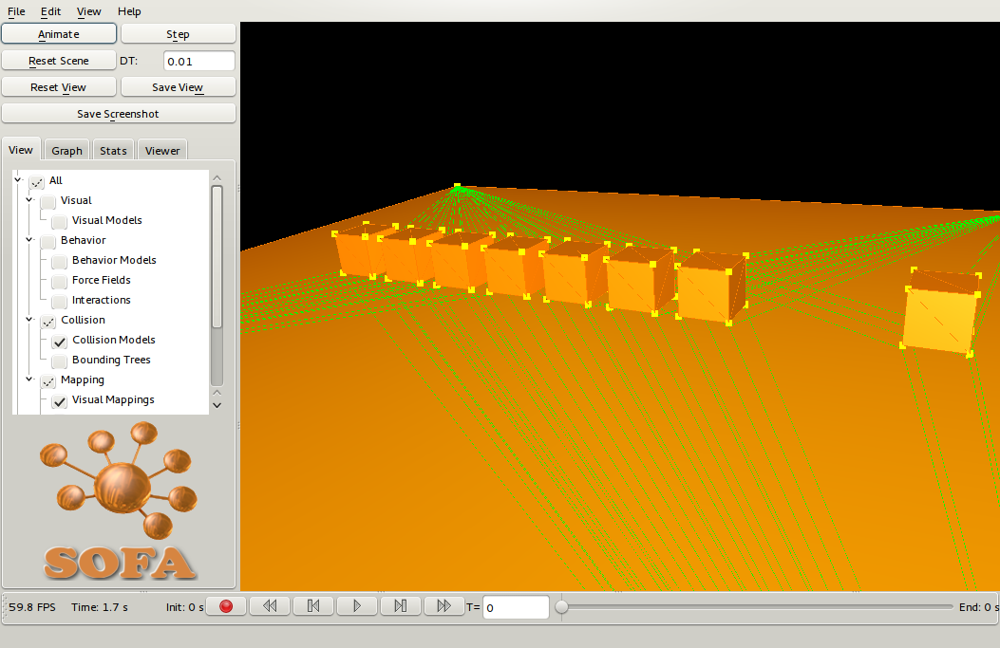 File Edit View Help
Animate Step
Reset Scene DT: 0.01
Reset View Save View
Save Screenshot
View Graph Stats Viewer
All
Visual
Visual Models
Behavior
Behavior Models
Force Fields
Interactions
Collision
Collision Models
Bounding Trees
Mapping
Visual Mappings
SOFA
59.8 FPS Time: 1.7 s Init: 0 s T= 0 End: 0 s